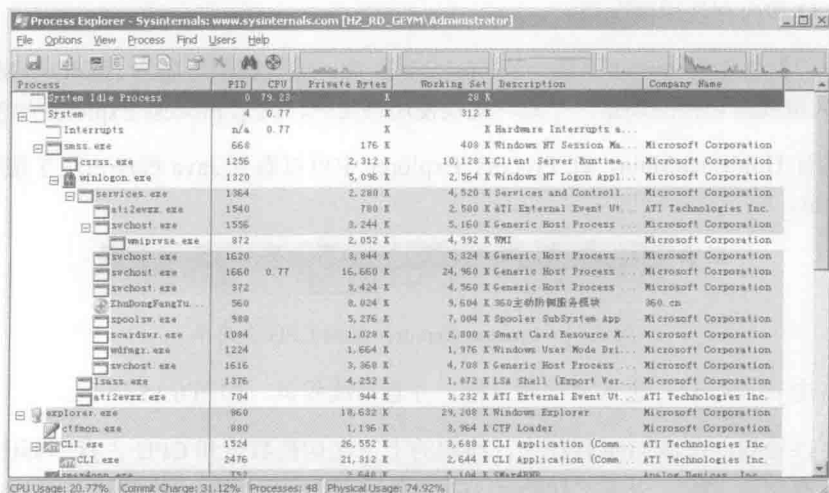 Process Explorer - Sysinternals: www.sysinternals.com [HZ_RD_GEYM\Administrator]
File Options View Process Find Users Help
Process PID CPU Private Bytes Working Set Description Company Name
System Idle Process 0 79.23 K 28 K
System 4 0.77 K 312 K
Interrupts n/a 0.77 K K Hardware Interrupts a...
smss.exe 668 176 K 408 K Windows NT Session Ma... Microsoft Corporation
csrss.exe 1256 2,312 K 10,128 K Client Server Runtime... Microsoft Corporation
winlogon.exe 1320 5,096 K 2,564 K Windows NT Logon Appl... Microsoft Corporation
services.exe 1364 2,280 K 4,520 K Services and Controll... Microsoft Corporation
ati2evxx.exe 1540 780 K 2,580 K ATI External Event Ut... ATI Technologies Inc.
svchost.exe 1556 3,244 K 5,160 K Generic Host Process ... Microsoft Corporation
wmiprvse.exe 872 2,052 K 4,992 K WMI Microsoft Corporation
svchost.exe 1620 3,844 K 5,324 K Generic Host Process ... Microsoft Corporation
svchost.exe 1660 0.77 16,660 K 24,960 K Generic Host Process ... Microsoft Corporation
svchost.exe 372 3,424 K 4,560 K Generic Host Process ... Microsoft Corporation
ZhuDongFangYu... 560 8,024 K 9,604 K 360主动防御服务模块 360.cn
spoolsv.exe 988 5,276 K 7,004 K Spooler SubSystem App Microsoft Corporation
scardsvr.exe 1084 1,028 K 2,800 K Smart Card Resource M... Microsoft Corporation
wdfmgr.exe 1224 1,664 K 1,976 K Windows User Mode Dri... Microsoft Corporation
svchost.exe 1616 3,368 K 4,708 K Generic Host Process ... Microsoft Corporation
lsass.exe 1376 4,252 K 1,872 K LSA Shell (Export Ver... Microsoft Corporation
ati2evxx.exe 704 944 K 3,232 K ATI External Event Ut... ATI Technologies Inc.
explorer.exe 860 18,632 K 29,208 K Windows Explorer Microsoft Corporation
ctfmon.exe 880 1,196 K 3,964 K CTF Loader Microsoft Corporation
CLI.exe 1524 26,552 K 3,688 K CLI Application (Comm... ATI Technologies Inc.
CLI.exe 2476 21,312 K 2,644 K CLI Application (Comm... ATI Technologies Inc.
CPU Usage: 20.77% Commit Charge: 31.12% Processes: 48 Physical Usage: 74.92%